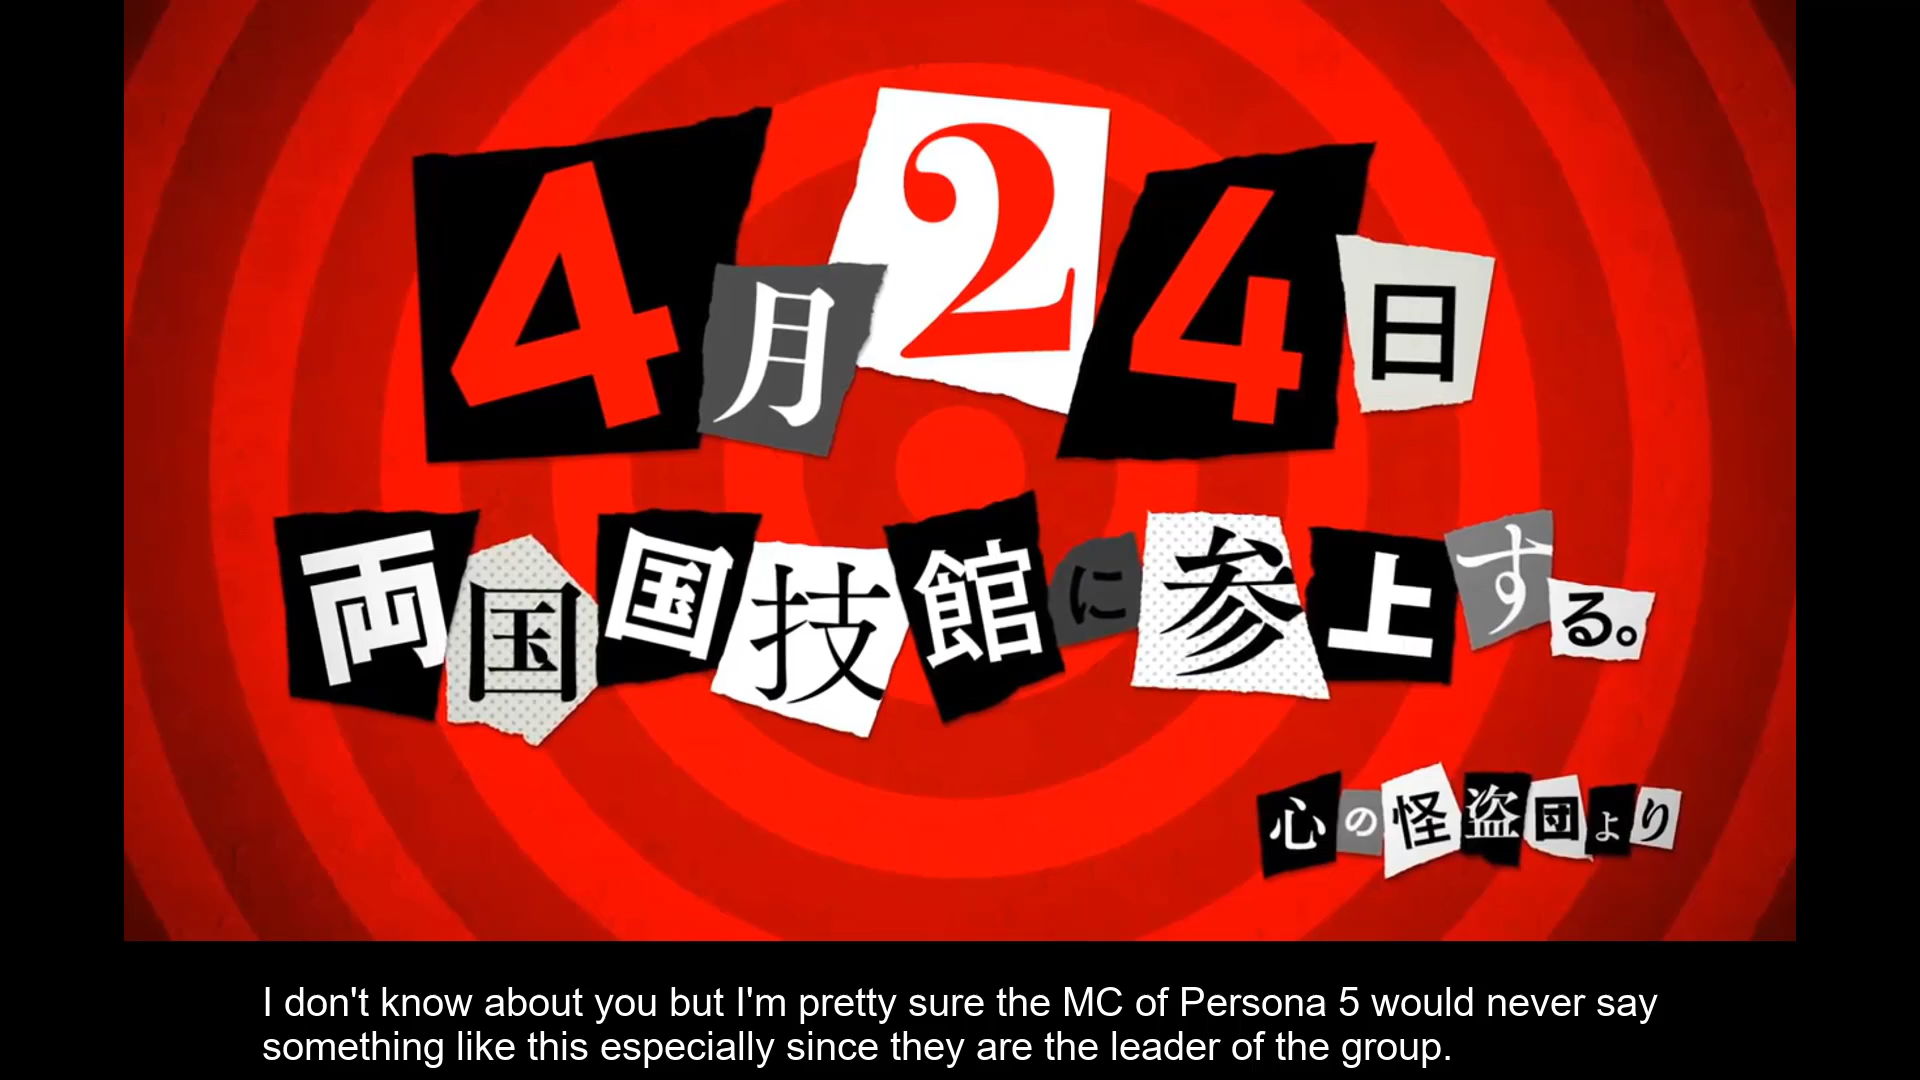 4月24日
両国国技館に参上する。
心の怪盗団より
I don't know about you but I'm pretty sure the MC of Persona 5 would never say
something like this especially since they are the leader of the group.